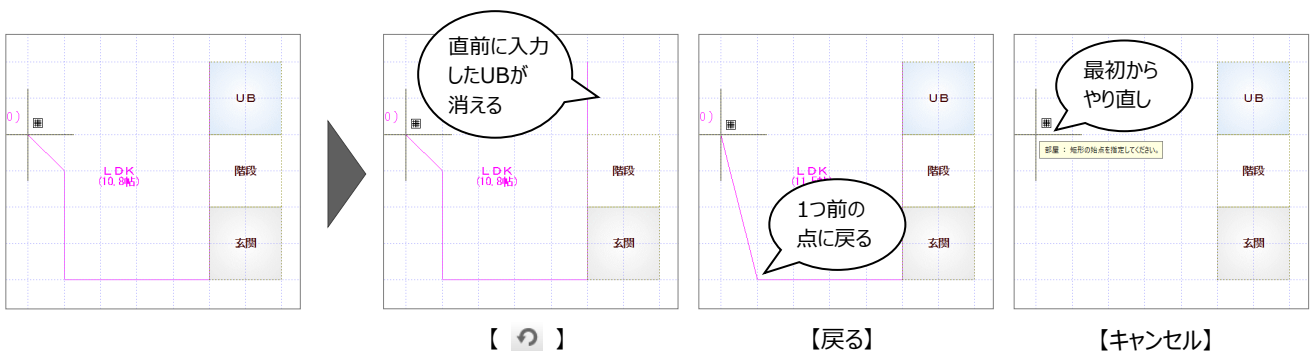 0)
UB
LDK
(10.8帖)
階段
玄関
直前に入力
したUBが
消える
0)
LDK
(10.8帖)
階段
玄関
【 】
0)
UB
LDK
階段
1つ前の
点に戻る
玄関
【戻る】
最初から
やり直し
UB
部屋 ： 矩形の始点を指定してください。
階段
玄関
【キャンセル】